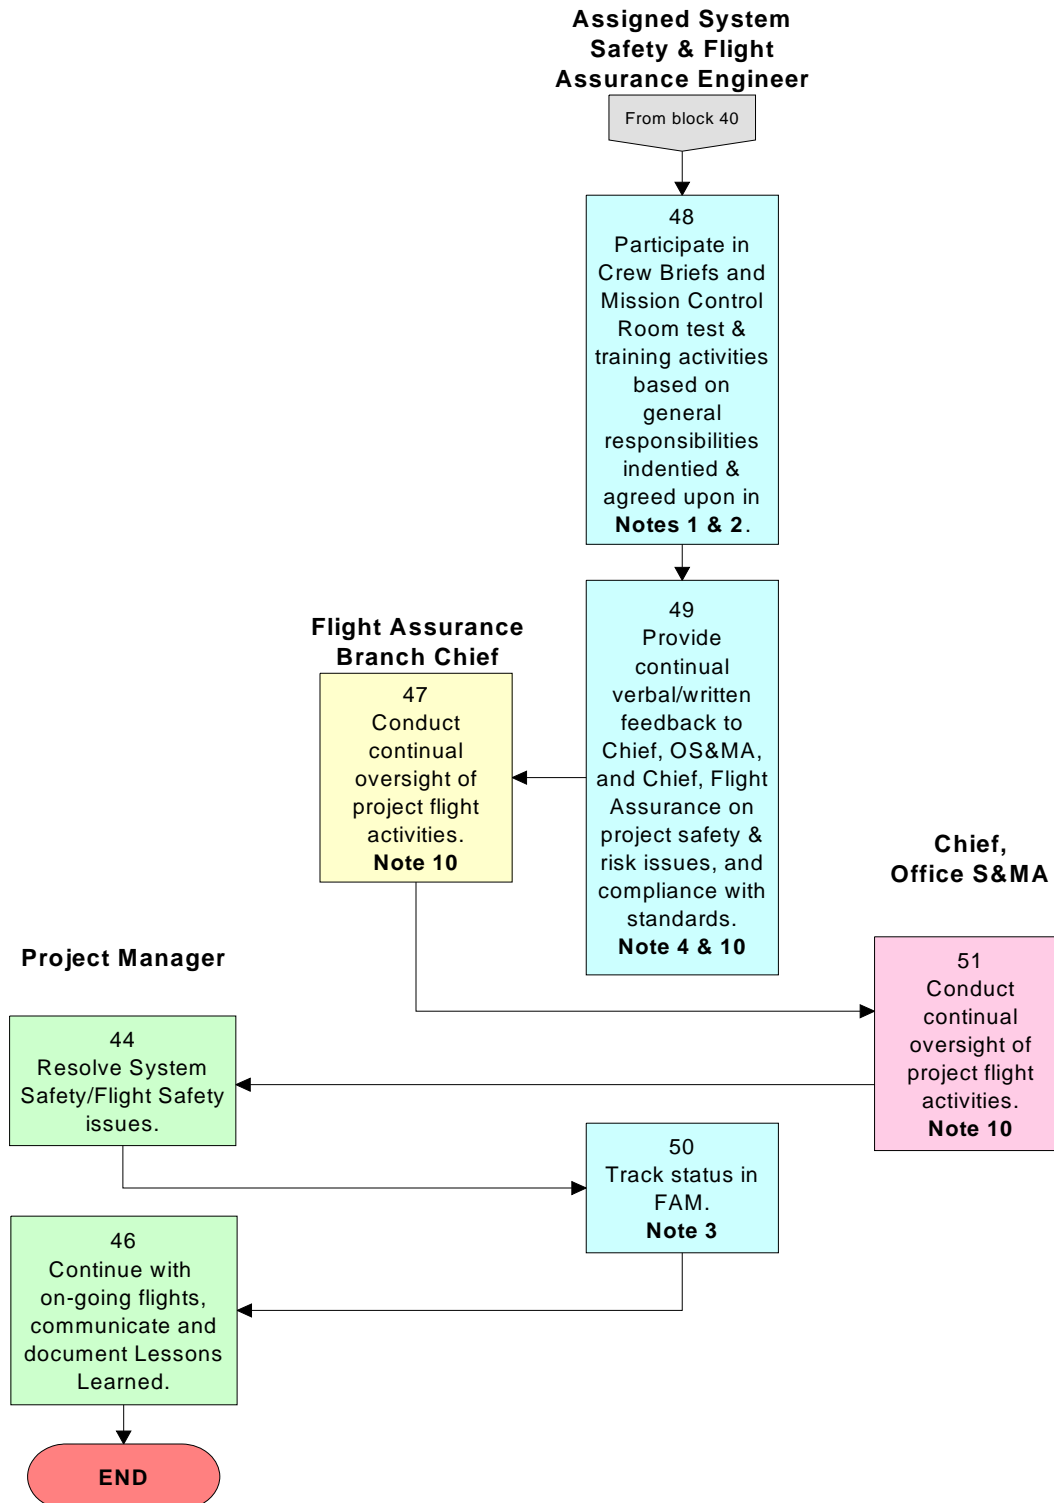 Assigned System
Safety & Flight
Assurance Engineer
From block 40
48
Participate in
Crew Briefs and
Mission Control
Room test &
training activities
based on
general
responsibilities
indentied &
agreed upon in
Notes 1 & 2.
49
Provide
continual
verbal/written
feedback to
Chief, OS&MA,
and Chief, Flight
Assurance on
project safety &
risk issues, and
compliance with
standards.
Note 4 & 10
Flight Assurance
Branch Chief
47
Conduct
continual
oversight of
project flight
activities.
Note 10
Chief,
Office S&MA
51
Conduct
continual
oversight of
project flight
activities.
Note 10
Project Manager
44
Resolve System
Safety/Flight Safety
issues.
50
Track status in
FAM.
Note 3
46
Continue with
on-going flights,
communicate and
document Lessons
Learned.
END